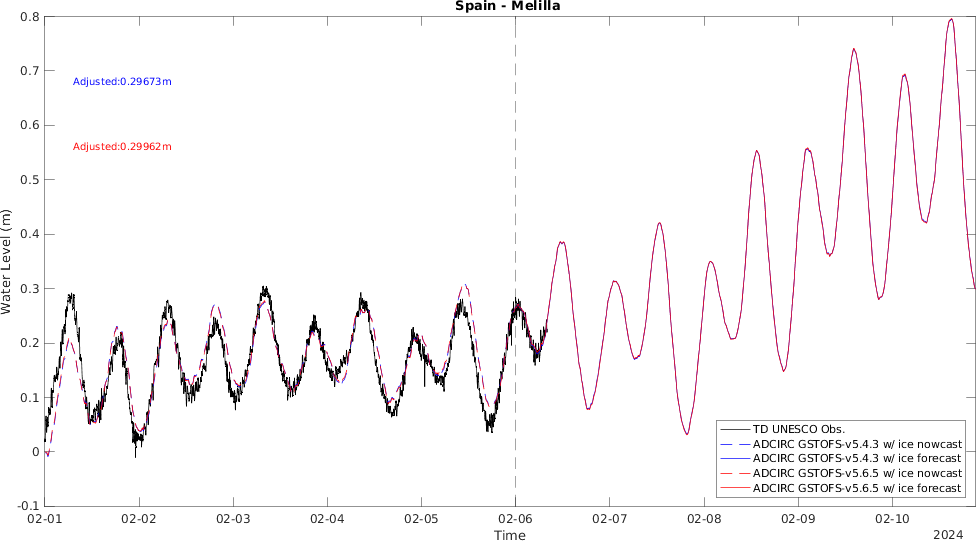 Spain - Melilla
0.8
0.7
0.6
0.5
0.4
0.3
0.2
0.1
0
-0.1
Water Level (m)
Adjusted:0.29673m
Adjusted:0.29962m
TD UNESCO Obs.
ADCIRC GSTOFS-v5.4.3 w/ ice nowcast
ADCIRC GSTOFS-v5.4.3 w/ ice forecast
ADCIRC GSTOFS-v5.6.5 w/ ice nowcast
ADCIRC GSTOFS-v5.6.5 w/ ice forecast
02-01 02-02 02-03 02-04 02-05 02-06 02-07 02-08 02-09 02-10
Time
2024